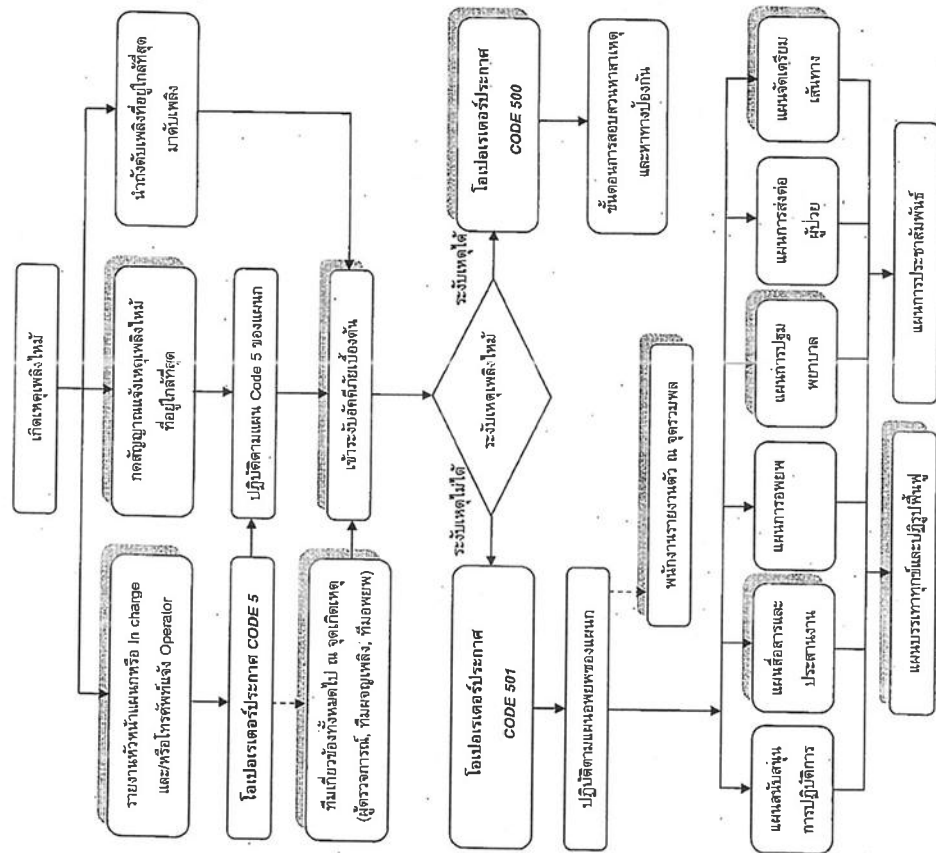 เกิดเหตุเพลิงไหม้
รายงานหัวหน้าแผนกหรือ In charge
และ/หรือโทรศัพท์แจ้ง Operator
กดสัญญาณแจ้งเหตุเพลิงไหม้
ที่อยู่ใกล้ที่สุด
นำถังดับเพลิงที่อยู่ใกล้ที่สุด
มาดับเพลิง
โอเปอเรเตอร์ประกาศ CODE 5
ปฏิบัติตามแผน Code 5 ของแผนก
ทีมเกี่ยวข้องทั้งหมดไป ณ จุดเกิดเหตุ
(ผู้ตรวจการณ์, ทีมผจญเพลิง, ทีมอพยพ)
เข้าระงับอัคคีภัยเบื้องต้น
ระงับเหตุไม่ได้
ระงับเหตุเพลิงไหม้
ระงับเหตุได้
โอเปอเรเตอร์ประกาศ
CODE 501
โอเปอเรเตอร์ประกาศ
CODE 500
ปฏิบัติตามแผนอพยพของแผนก
ขั้นตอนการสอบสวนหาสาเหตุ
และหาทางป้องกัน
พนักงานรายงานตัว ณ จุดรวมพล
แผนสนับสนุน
การปฏิบัติการ
แผนสื่อสารและ
ประสานงาน
แผนการอพยพ
แผนการปฐม
พยาบาล
แผนการส่งต่อ
ผู้ป่วย
แผนจัดเตรียม
เส้นทาง
แผนบรรเทาทุกข์และปฏิรูปฟื้นฟู
แผนการประชาสัมพันธ์